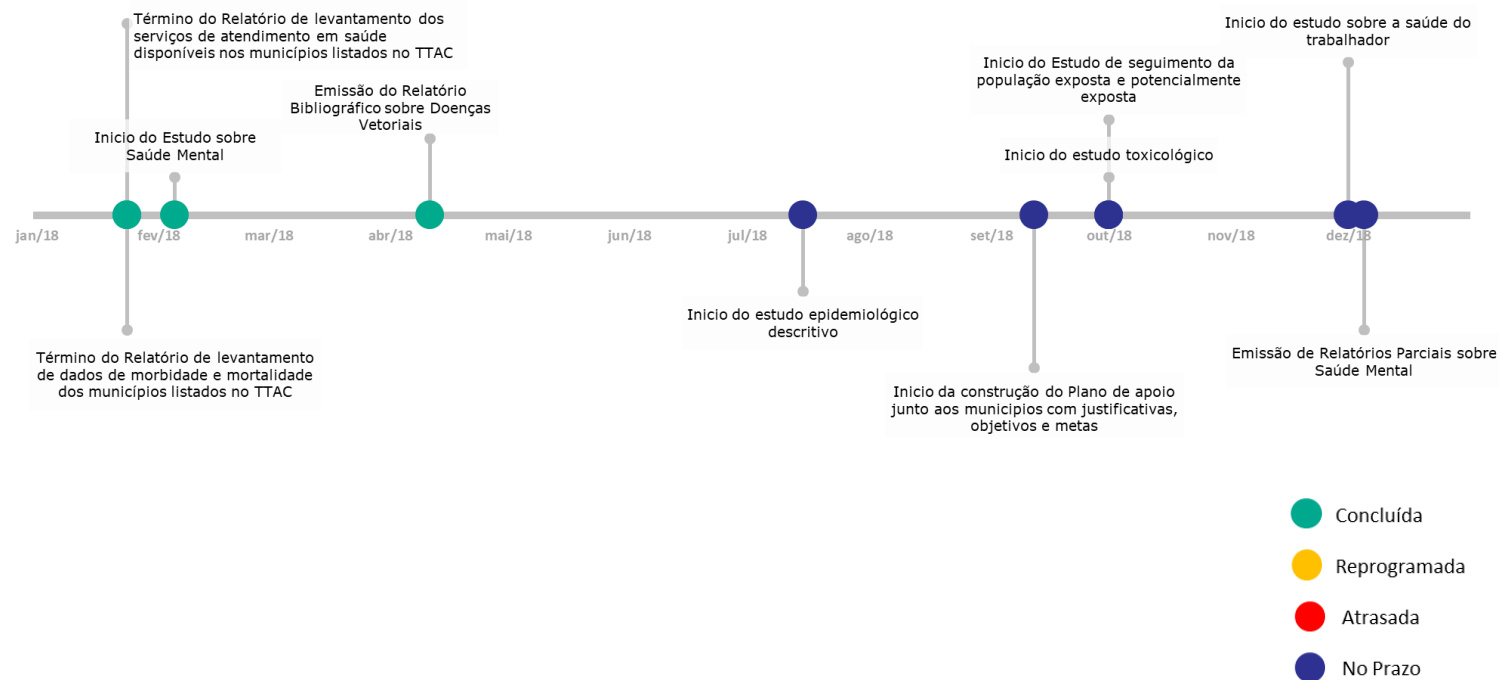 Término do Relatório de levantamento dos
serviços de atendimento em saúde
disponíveis nos municípios listados no TTAC
Inicio do Estudo sobre
Saúde Mental
Emissão do Relatório
Bibliográfico sobre Doenças
Vetoriais
Inicio do Estudo de seguimento da
população exposta e potencialmente
exposta
Inicio do estudo toxicológico
Inicio do estudo sobre a saúde do
trabalhador
jan/18
fev/18
mar/18
abr/18
mai/18
jun/18
jul/18
ago/18
set/18
out/18
nov/18
dez/18
Término do Relatório de levantamento
de dados de morbidade e mortalidade
dos municípios listados no TTAC
Inicio do estudo epidemiológico
descritivo
Inicio da construção do Plano de apoio
junto aos municipios com justificativas,
objetivos e metas
Emissão de Relatórios Parciais sobre
Saúde Mental
Concluída
Reprogramada
Atrasada
No Prazo